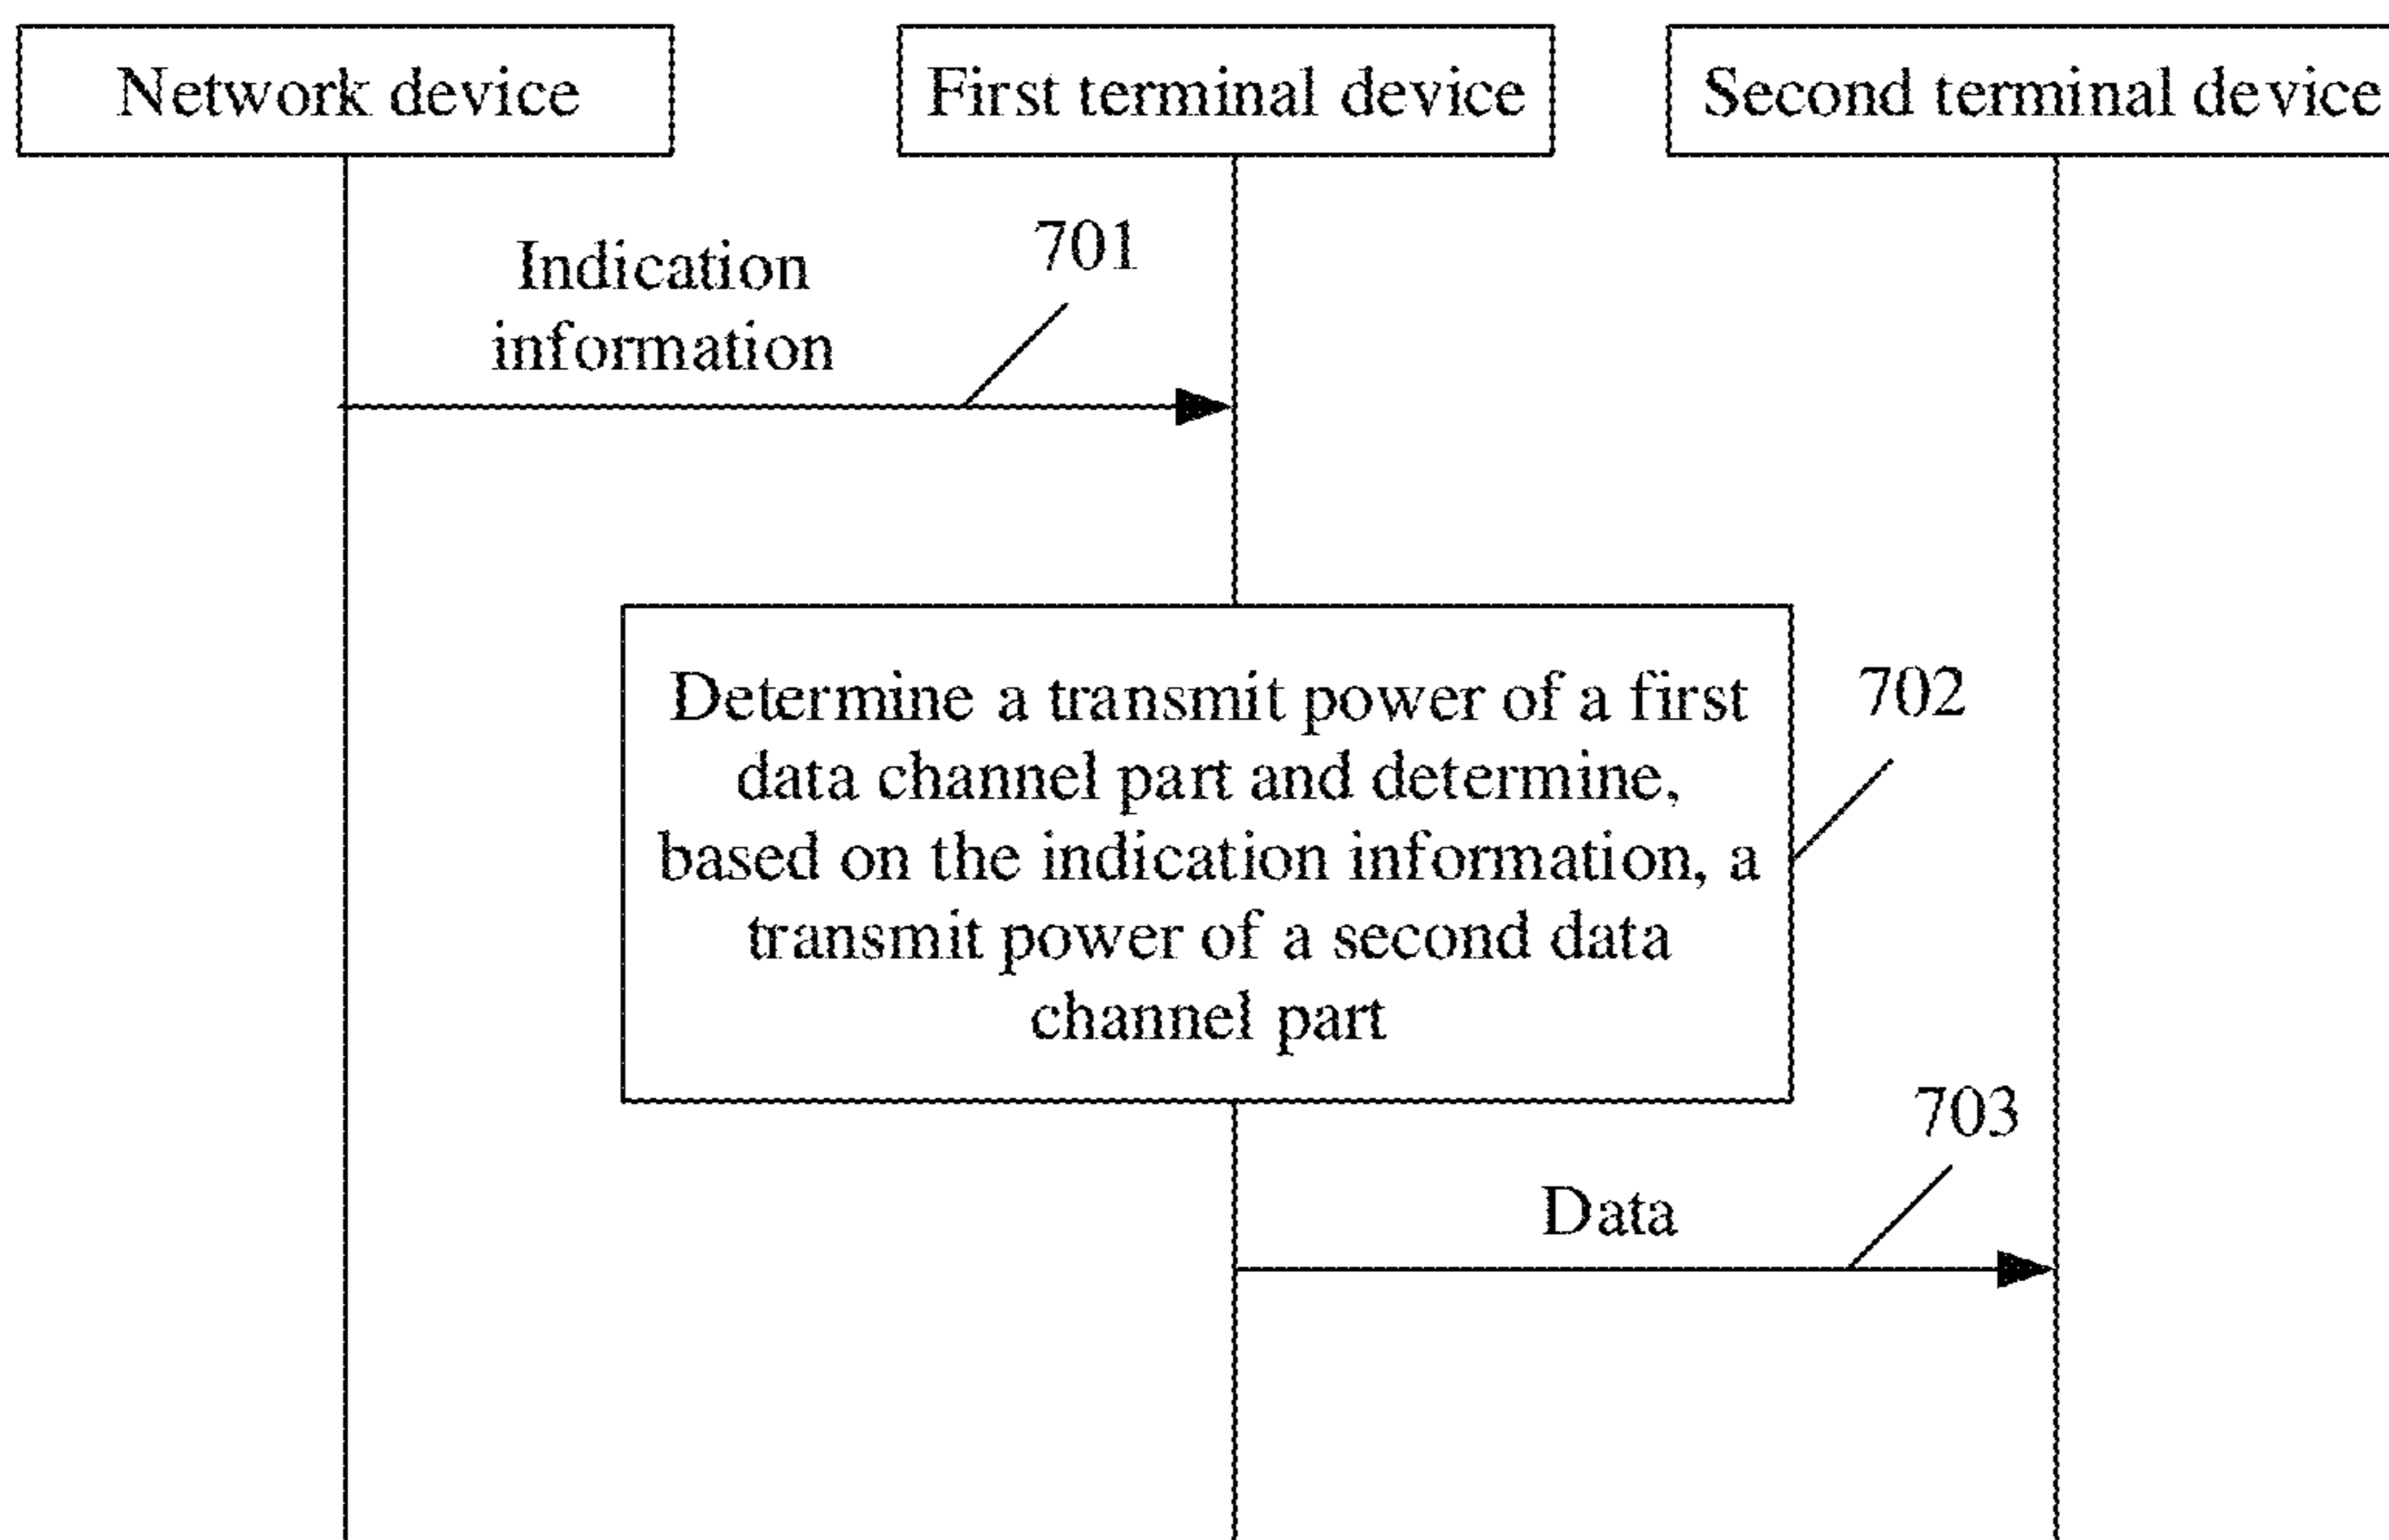 Network device
First terminal device
Second terminal device
Indication
information
701
Determine a transmit power of a first
data channel part and determine,
based on the indication information, a
transmit power of a second data
channel part
702
703
Data